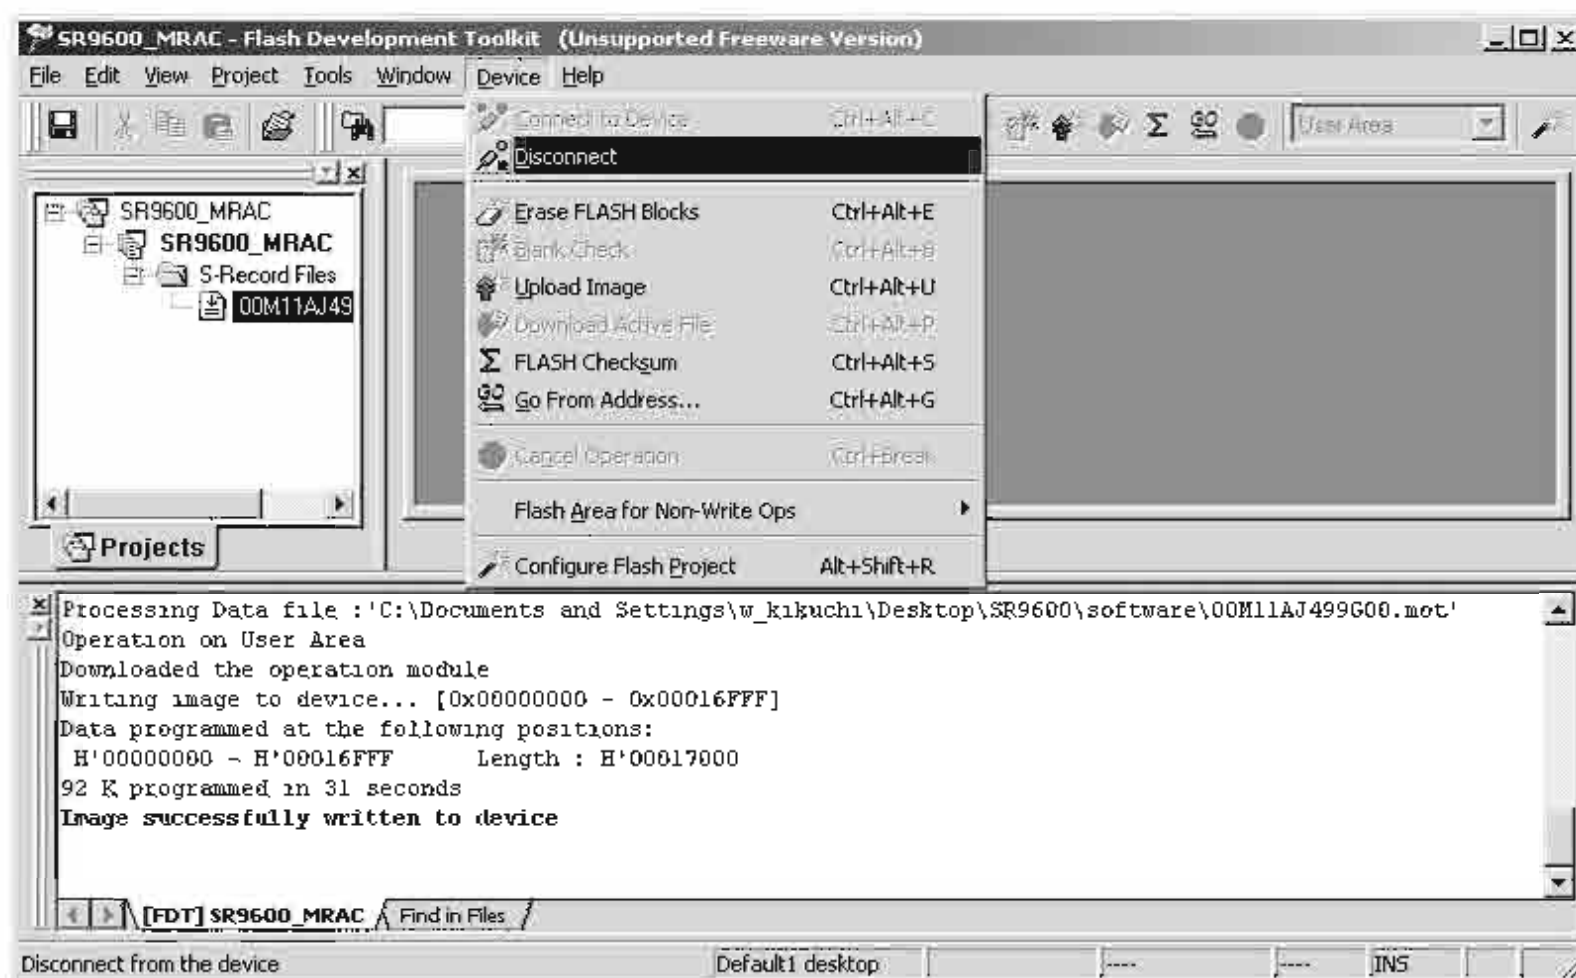 SR9600_MRAC - Flash Development Toolkit (Unsupported Freeware Version)
File Edit View Project Tools Window Device Help
Connect to Device Ctrl+Alt+C
User Area
Disconnect
SR9600_MRAC
SR9600_MRAC
S-Record Files
00M11AJ49
Erase FLASH Blocks Ctrl+Alt+E
Blank Check Ctrl+Alt+B
Upload Image Ctrl+Alt+U
Download Active File Ctrl+Alt+P
FLASH Checksum Ctrl+Alt+S
Go From Address... Ctrl+Alt+G
Cancel Operation Ctrl+Break
Flash Area for Non-Write Ops
Configure Flash Project Alt+Shift+R
Projects
Processing Data file :'C:\Documents and Settings\w_kikuchi\Desktop\SR9600\software\00M11AJ499G00.mot'
Operation on User Area
Downloaded the operation module
Writing image to device... [0x00000000 - 0x00016FFF]
Data programmed at the following positions:
H'00000000 - H'00016FFF Length : H'00017000
92 K programmed in 31 seconds
Image successfully written to device
[FDT] SR9600_MRAC Find in Files
Disconnect from the device Default1 desktop ---- ---- INS